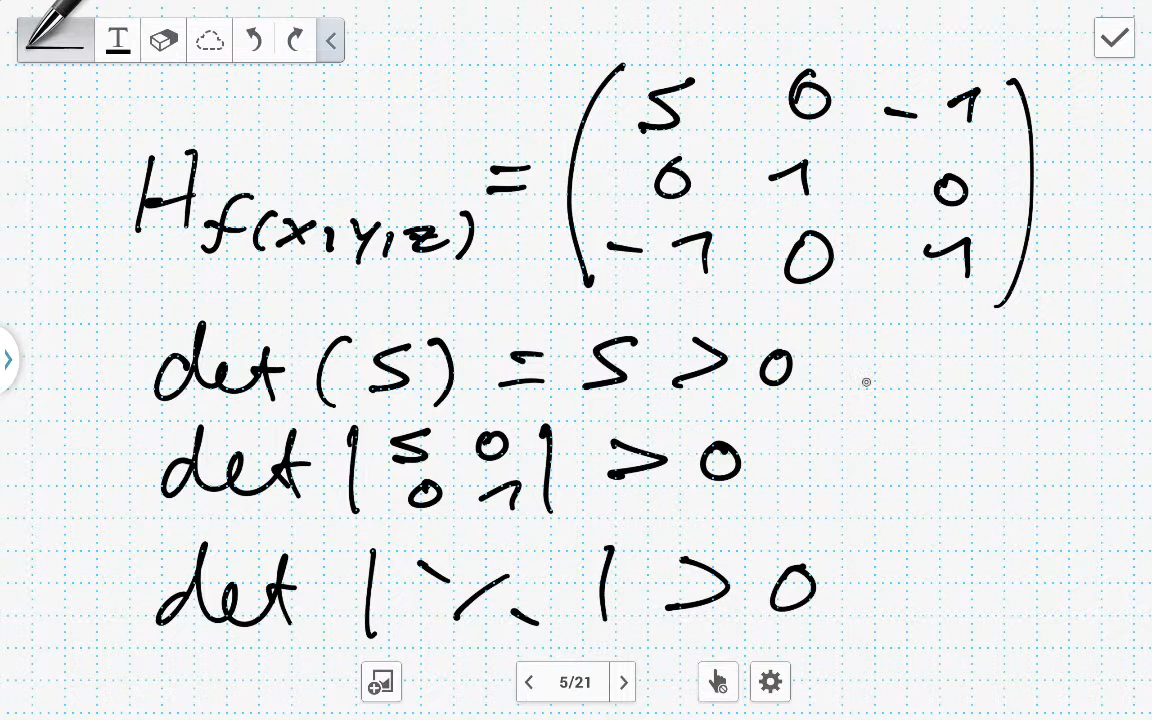 T
H_f(x,y,z) = ( 5 0 -1
0 1 0
-1 0 1 )
det (5) = 5 > 0
det | 5 0
0 1 | > 0
det | ⋱ | > 0
5/21